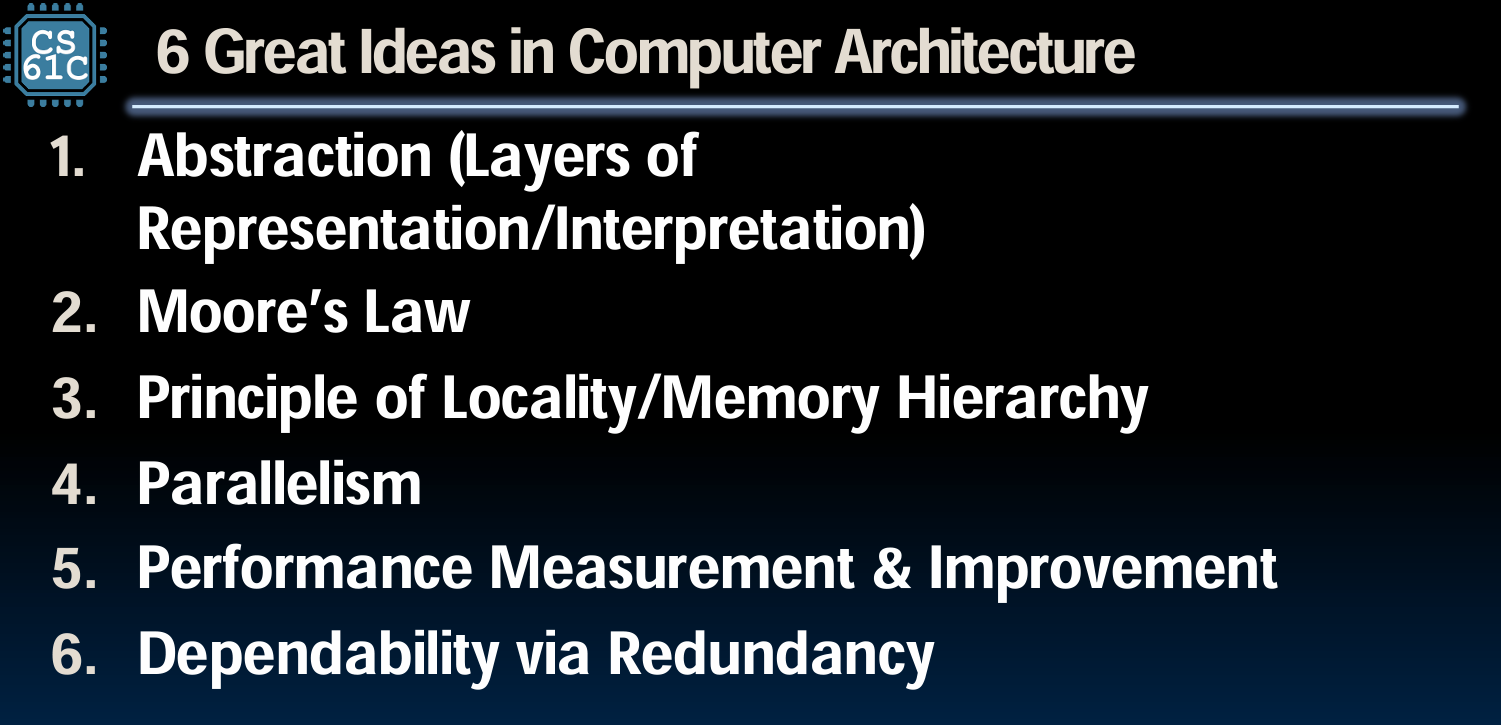 CS
61C
6 Great Ideas in Computer Architecture
1. Abstraction (Layers of
Representation/Interpretation)
2. Moore’s Law
3. Principle of Locality/Memory Hierarchy
4. Parallelism
5. Performance Measurement & Improvement
6. Dependability via Redundancy